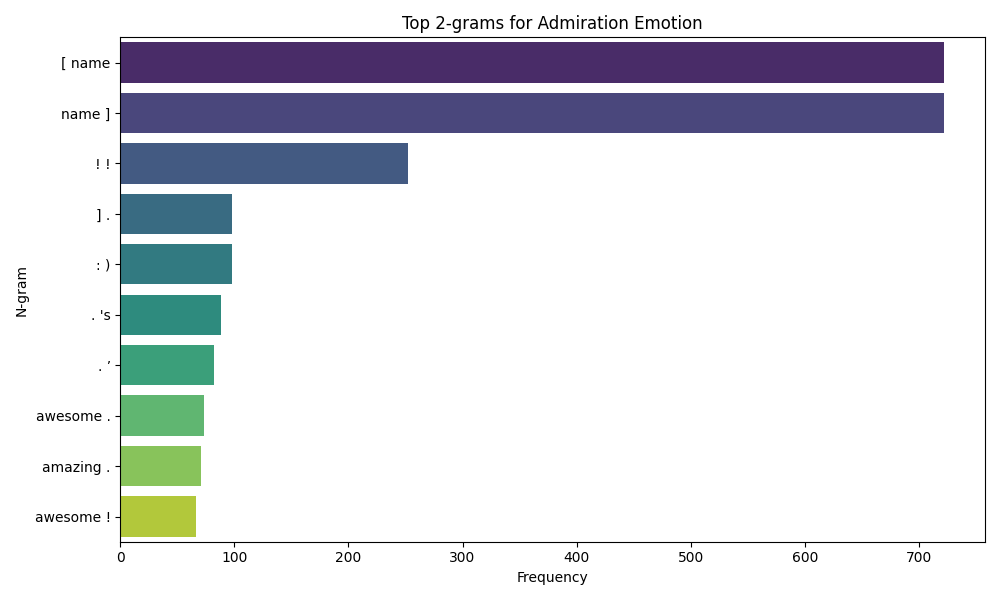 Top 2-grams for Admiration Emotion
N-gram
[ name
name ]
! !
] .
: )
. 's
. ’
awesome .
amazing .
awesome !
0 100 200 300 400 500 600 700
Frequency